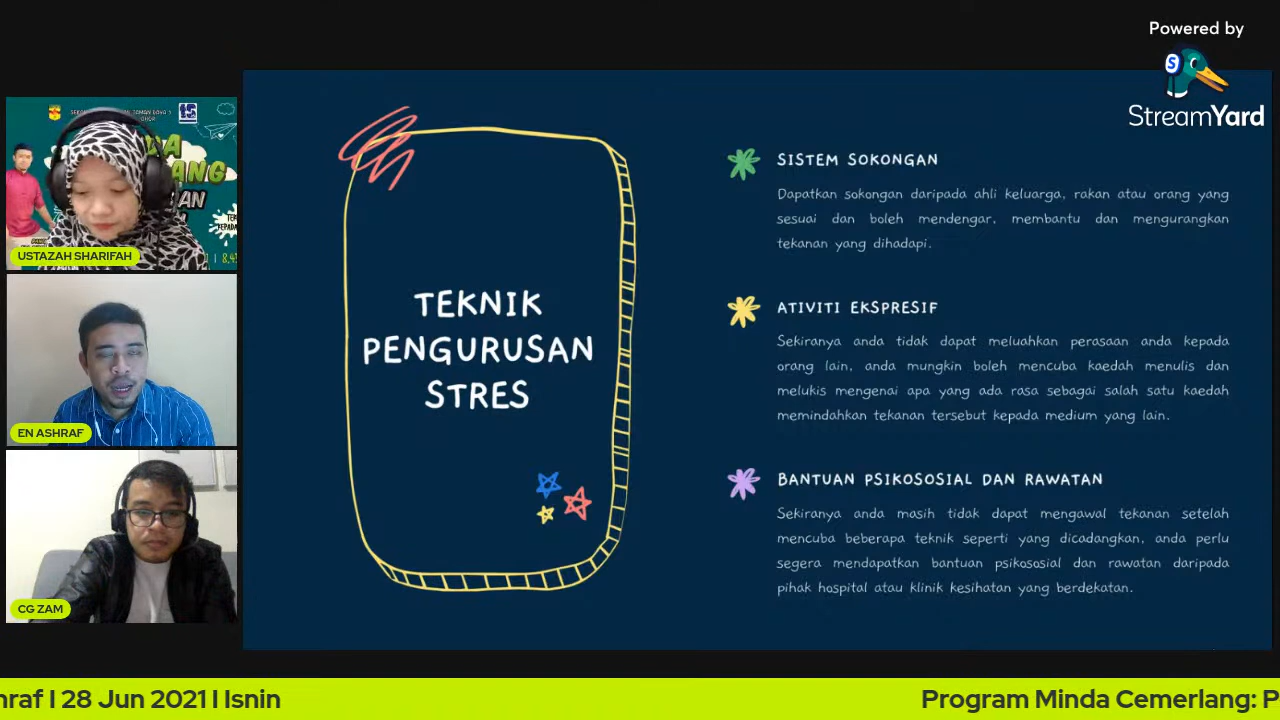 Powered by
StreamYard
USTAZAH SHARIFAH
EN ASHRAF
CG ZAM
TEKNIK
PENGURUSAN
STRES
SISTEM SOKONGAN
Dapatkan sokongan daripada ahli keluarga, rakan atau orang yang
sesuai dan boleh mendengar, membantu dan mengurangkan
tekanan yang dihadapi.
ATIVITI EKSPRESIF
Sekiranya anda tidak dapat meluahkan perasaan anda kepada
orang lain, anda mungkin boleh mencuba kaedah menulis dan
melukis mengenai apa yang ada rasa sebagai salah satu kaedah
memindahkan tekanan tersebut kepada medium yang lain.
BANTUAN PSIKOSOSIAL DAN RAWATAN
Sekiranya anda masih tidak dapat mengawal tekanan setelah
mencuba beberapa teknik seperti yang dicadangkan, anda perlu
segera mendapatkan bantuan psikososial dan rawatan daripada
pihak hospital atau klinik kesihatan yang berdekatan.
hraf I 28 Jun 2021 I Isnin
Program Minda Cemerlang: P